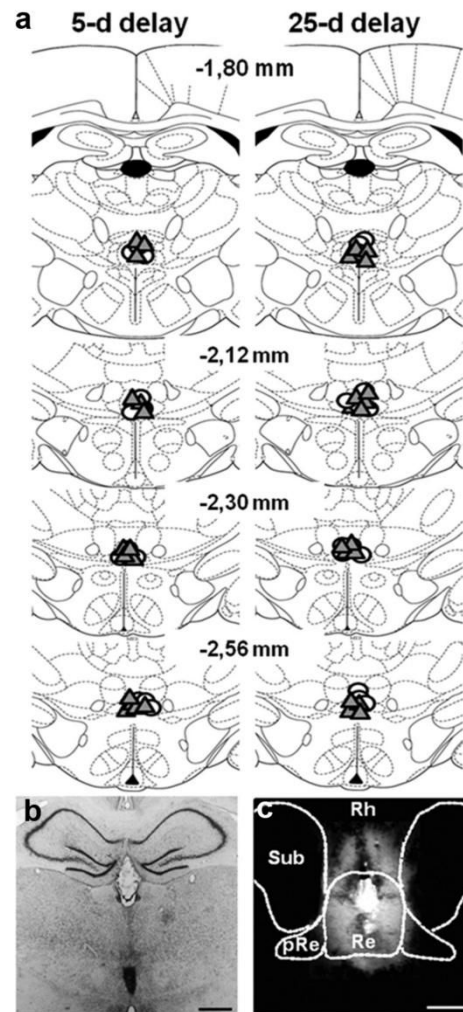 a 5-d delay 25-d delay
-1,80 mm
-2,12 mm
-2,30 mm
-2,56 mm
b c
Rh
Sub
pRe Re